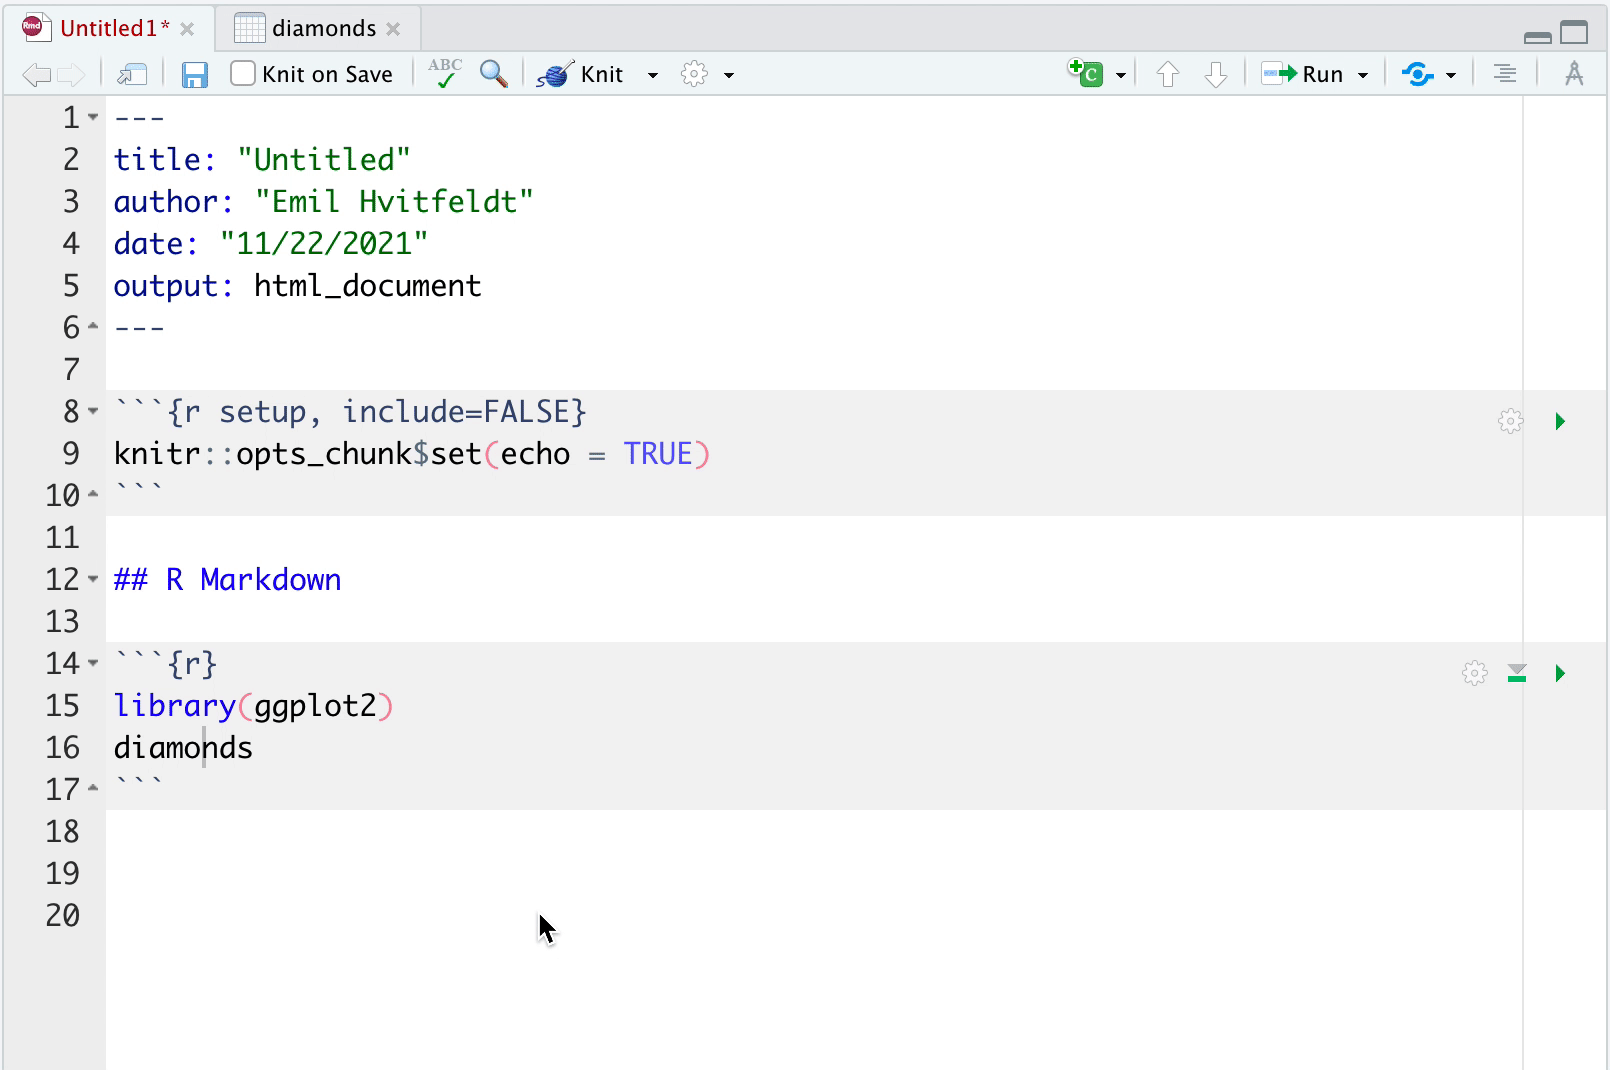 Rmd Untitled1* diamonds
Knit on Save ABC Knit C Run
1 ---
2 title: "Untitled"
3 author: "Emil Hvitfeldt"
4 date: "11/22/2021"
5 output: html_document
6 ---
7
8 ```{r setup, include=FALSE}
9 knitr::opts_chunk$set(echo = TRUE)
10 ```
11
12 ## R Markdown
13
14 ```{r}
15 library(ggplot2)
16 diamonds
17 ```
18
19
20